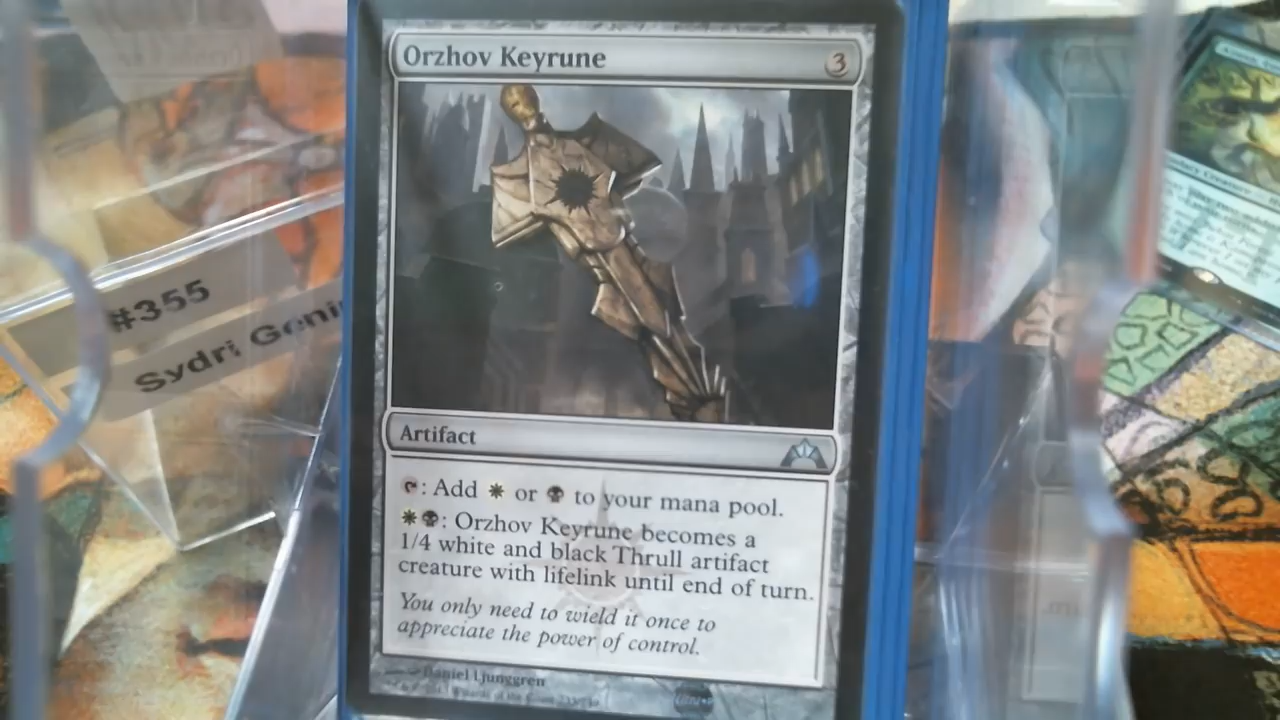 Orzhov Keyrune 3
#355
Sydri Geni
Artifact
: Add or to your mana pool.
: Orzhov Keyrune becomes a
1/4 white and black Thrull artifact
creature with lifelink until end of turn.
You only need to wield it once to
appreciate the power of control.
Daniel Ljunggren